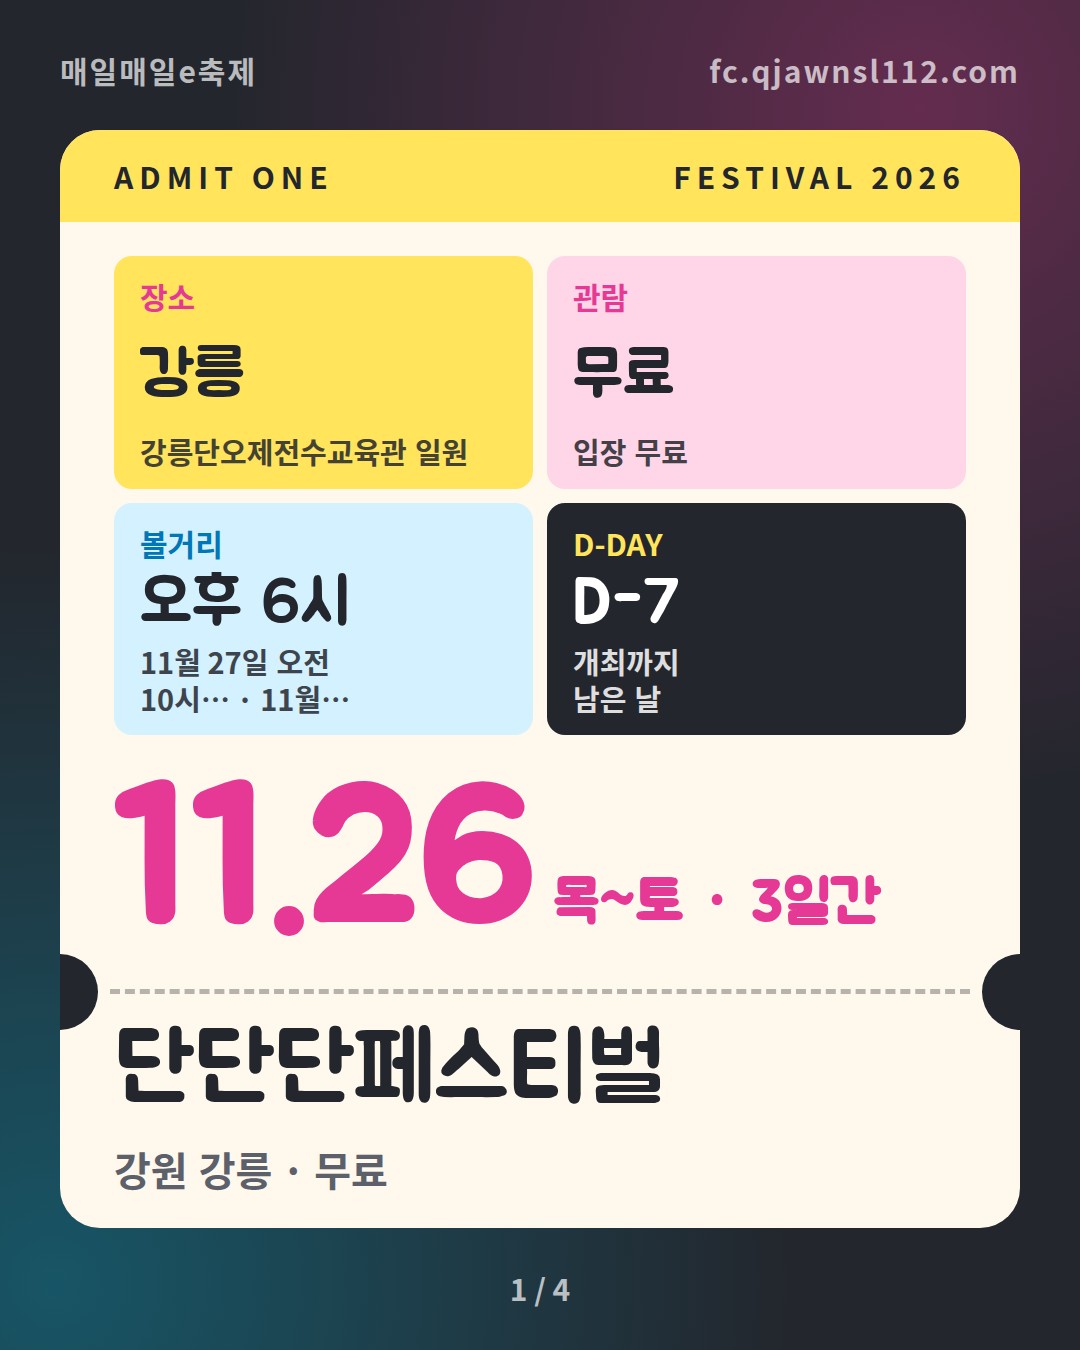 매일매일e축제
fc.qjawnsl112.com
ADMIT ONE
FESTIVAL 2026
장소
강릉
강릉단오제전수교육관 일원
관람
무료
입장 무료
볼거리
오후 6시
11월 27일 오전
10시… · 11월…
D-DAY
D-7
개최까지
남은 날
11.26 목~토 · 3일간
단단단페스티벌
강원 강릉 · 무료
1 / 4